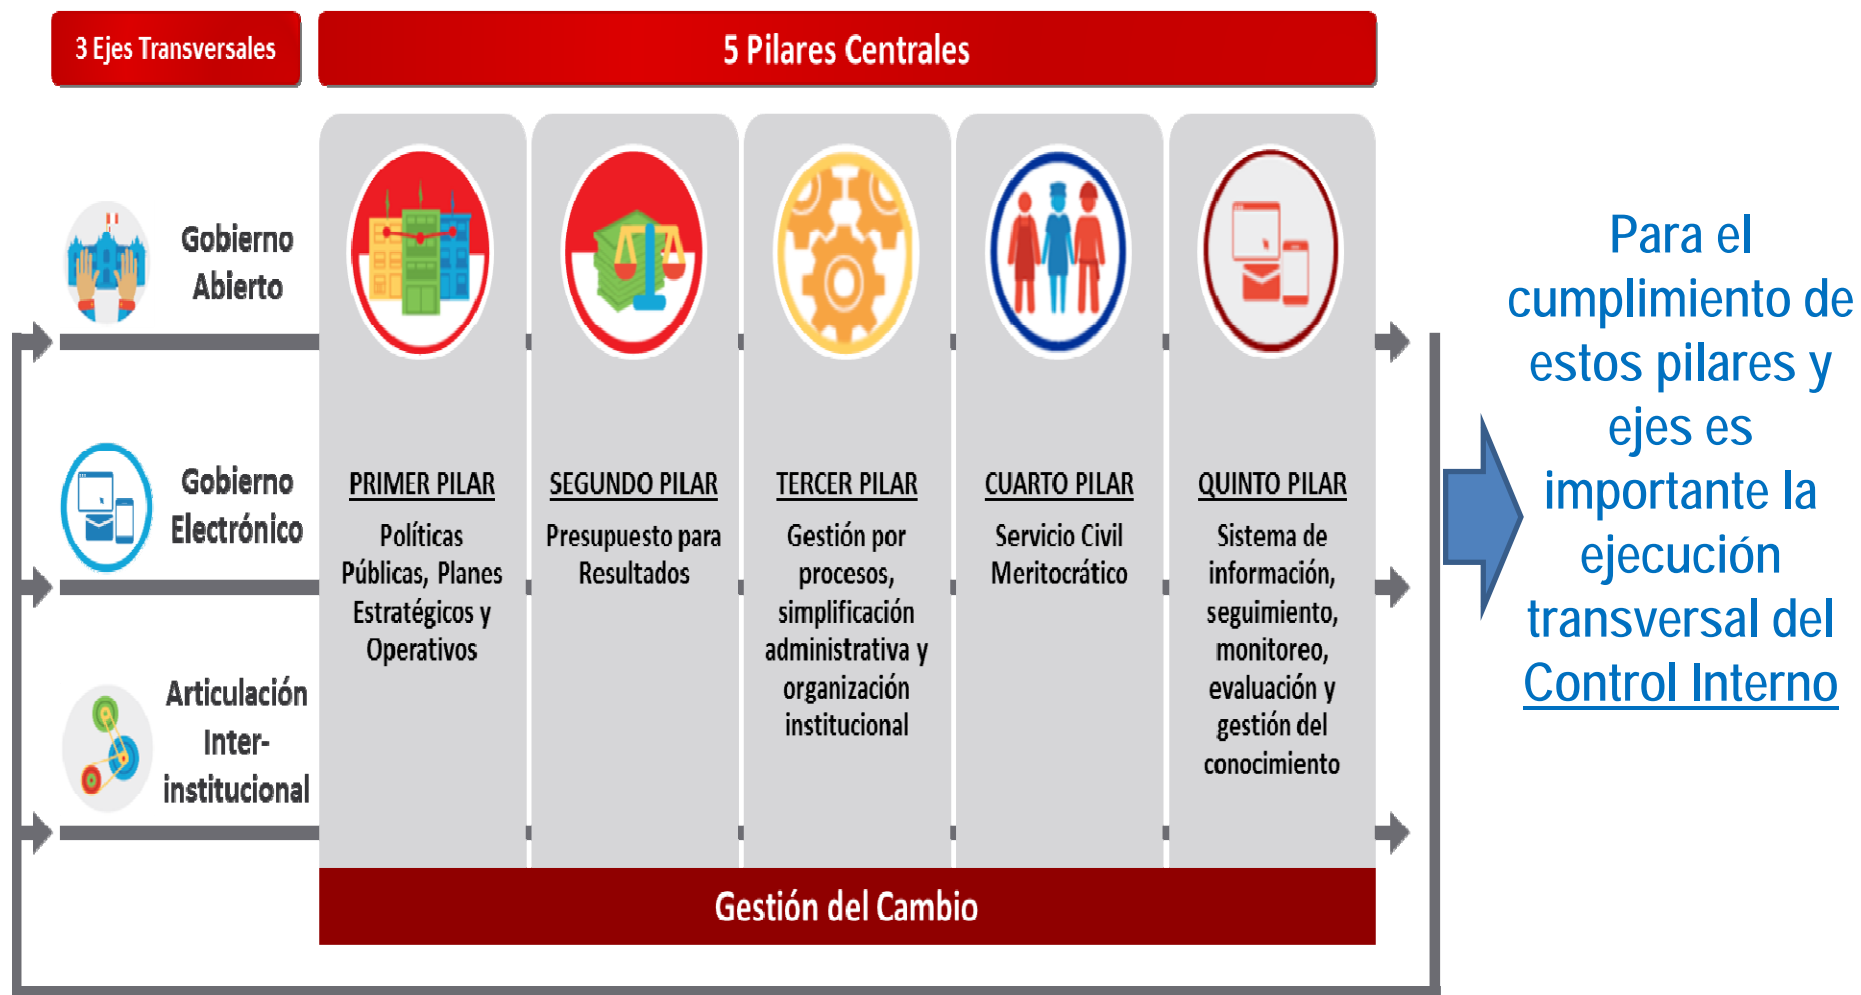 3 Ejes Transversales
5 Pilares Centrales
Gobierno
Abierto
Gobierno
Electrónico
Articulación
Inter-
institucional
PRIMER PILAR
Políticas
Públicas, Planes
Estratégicos y
Operativos
SEGUNDO PILAR
Presupuesto para
Resultados
TERCER PILAR
Gestión por
procesos,
simplificación
administrativa y
organización
institucional
CUARTO PILAR
Servicio Civil
Meritocrático
QUINTO PILAR
Sistema de
información,
seguimiento,
monitoreo,
evaluación y
gestión del
conocimiento
Gestión del Cambio
Para el
cumplimiento de
estos pilares y
ejes es
importante la
ejecución
transversal del
Control Interno